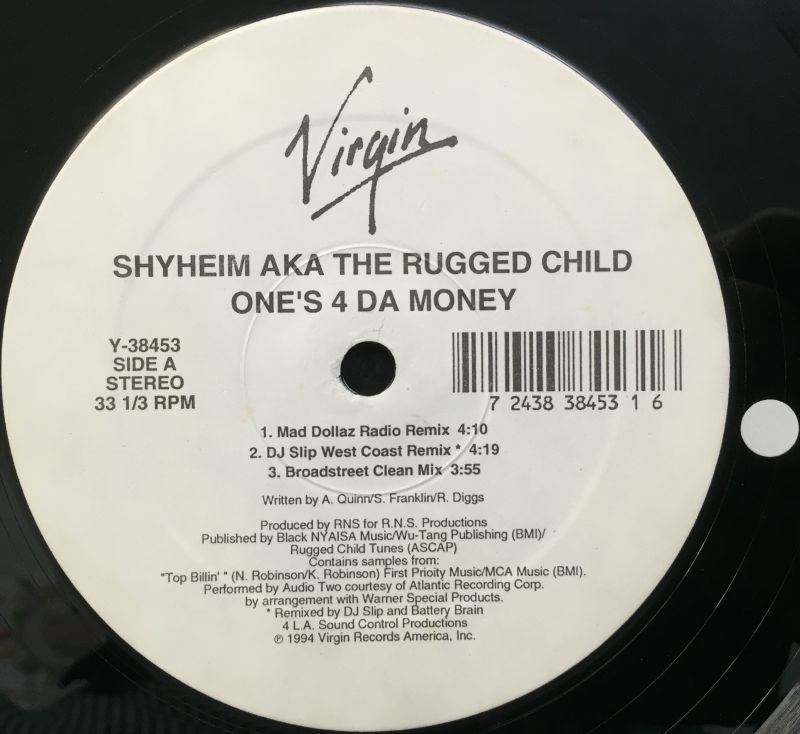 Virgin
SHYHEIM AKA THE RUGGED CHILD
ONE'S 4 DA MONEY
Y-38453
SIDE A
STEREO
33 1/3 RPM
7 2438 38453 1 6
1. Mad Dollaz Radio Remix 4:10
2. DJ Slip West Coast Remix * 4:19
3. Broadstreet Clean Mix 3:55
Written by A. Quinn/S. Franklin/R. Diggs
Produced by RNS for R.N.S. Productions
Published by Black NYAISA Music/Wu-Tang Publishing (BMI)/
Rugged Child Tunes (ASCAP)
Contains samples from:
"Top Billin' " (N. Robinson/K. Robinson) First Prioity Music/MCA Music (BMI).
Performed by Audio Two courtesy of Atlantic Recording Corp.
by arrangement with Warner Special Products.
* Remixed by DJ Slip and Battery Brain
4 L.A. Sound Control Productions
℗ 1994 Virgin Records America, Inc.